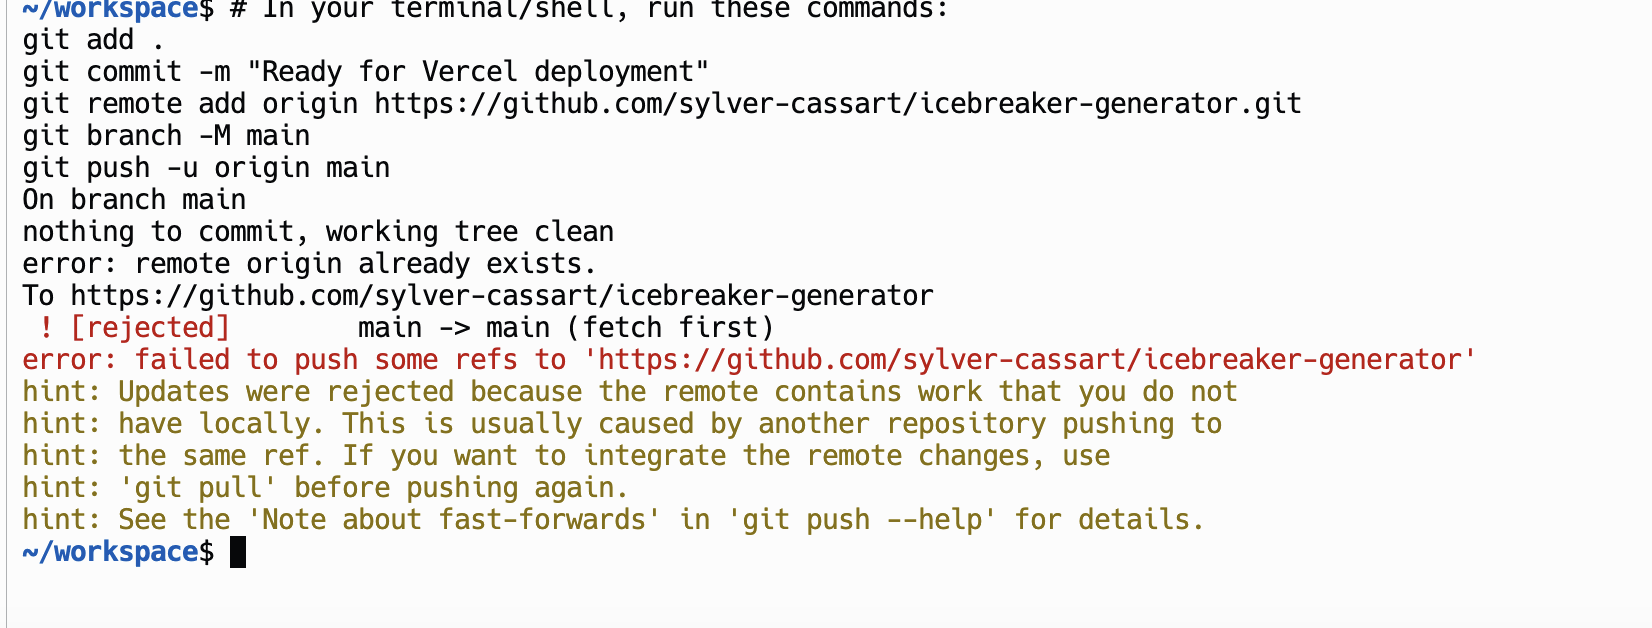 ~/workspace$ # In your terminal/shell, run these commands:
git add .
git commit -m "Ready for Vercel deployment"
git remote add origin https://github.com/sylver-cassart/icebreaker-generator.git
git branch -M main
git push -u origin main
On branch main
nothing to commit, working tree clean
error: remote origin already exists.
To https://github.com/sylver-cassart/icebreaker-generator
 ! [rejected]        main -> main (fetch first)
error: failed to push some refs to 'https://github.com/sylver-cassart/icebreaker-generator'
hint: Updates were rejected because the remote contains work that you do not
hint: have locally. This is usually caused by another repository pushing to
hint: the same ref. If you want to integrate the remote changes, use
hint: 'git pull' before pushing again.
hint: See the 'Note about fast-forwards' in 'git push --help' for details.
~/workspace$